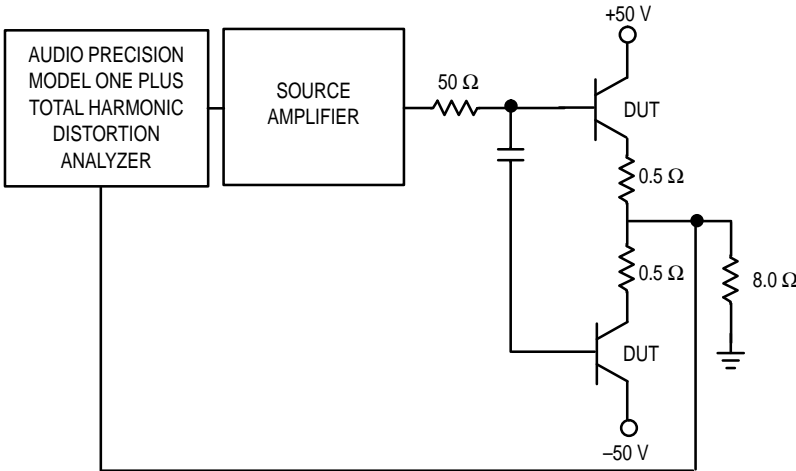 +50 V
AUDIO PRECISION
MODEL ONE PLUS
TOTAL HARMONIC
DISTORTION
ANALYZER
SOURCE
AMPLIFIER
50 Ω
DUT
0.5 Ω
0.5 Ω
8.0 Ω
DUT
–50 V